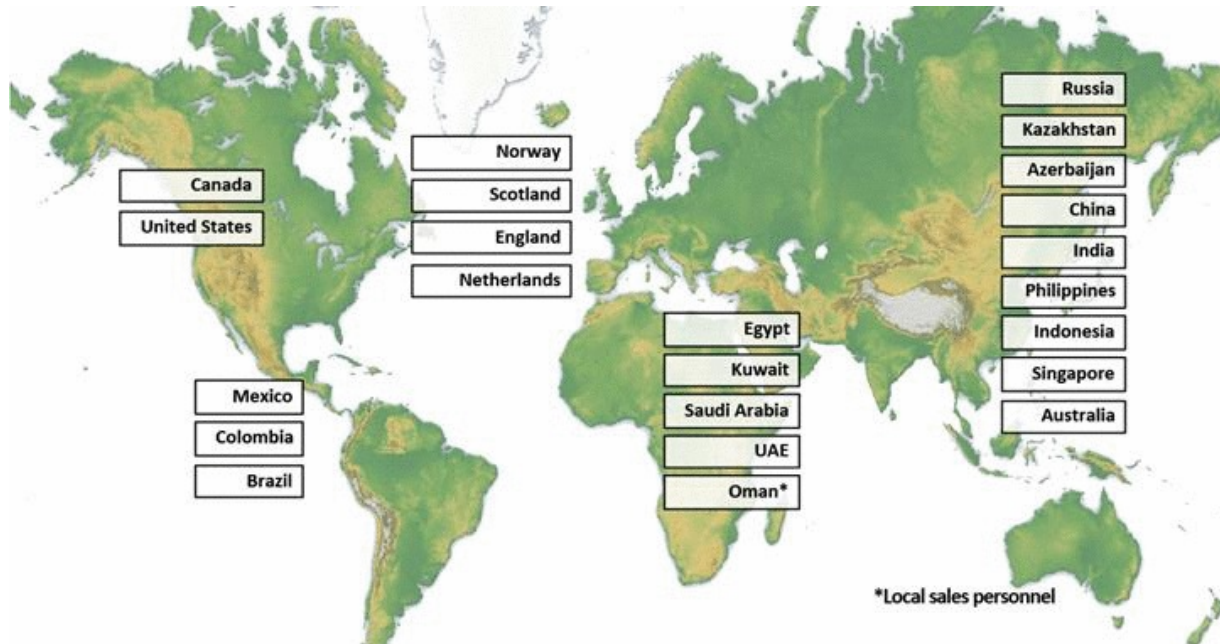 Canada
United States
Mexico
Colombia
Brazil
Norway
Scotland
England
Netherlands
Egypt
Kuwait
Saudi Arabia
UAE
Oman*
Russia
Kazakhstan
Azerbaijan
China
India
Philippines
Indonesia
Singapore
Australia
*Local sales personnel